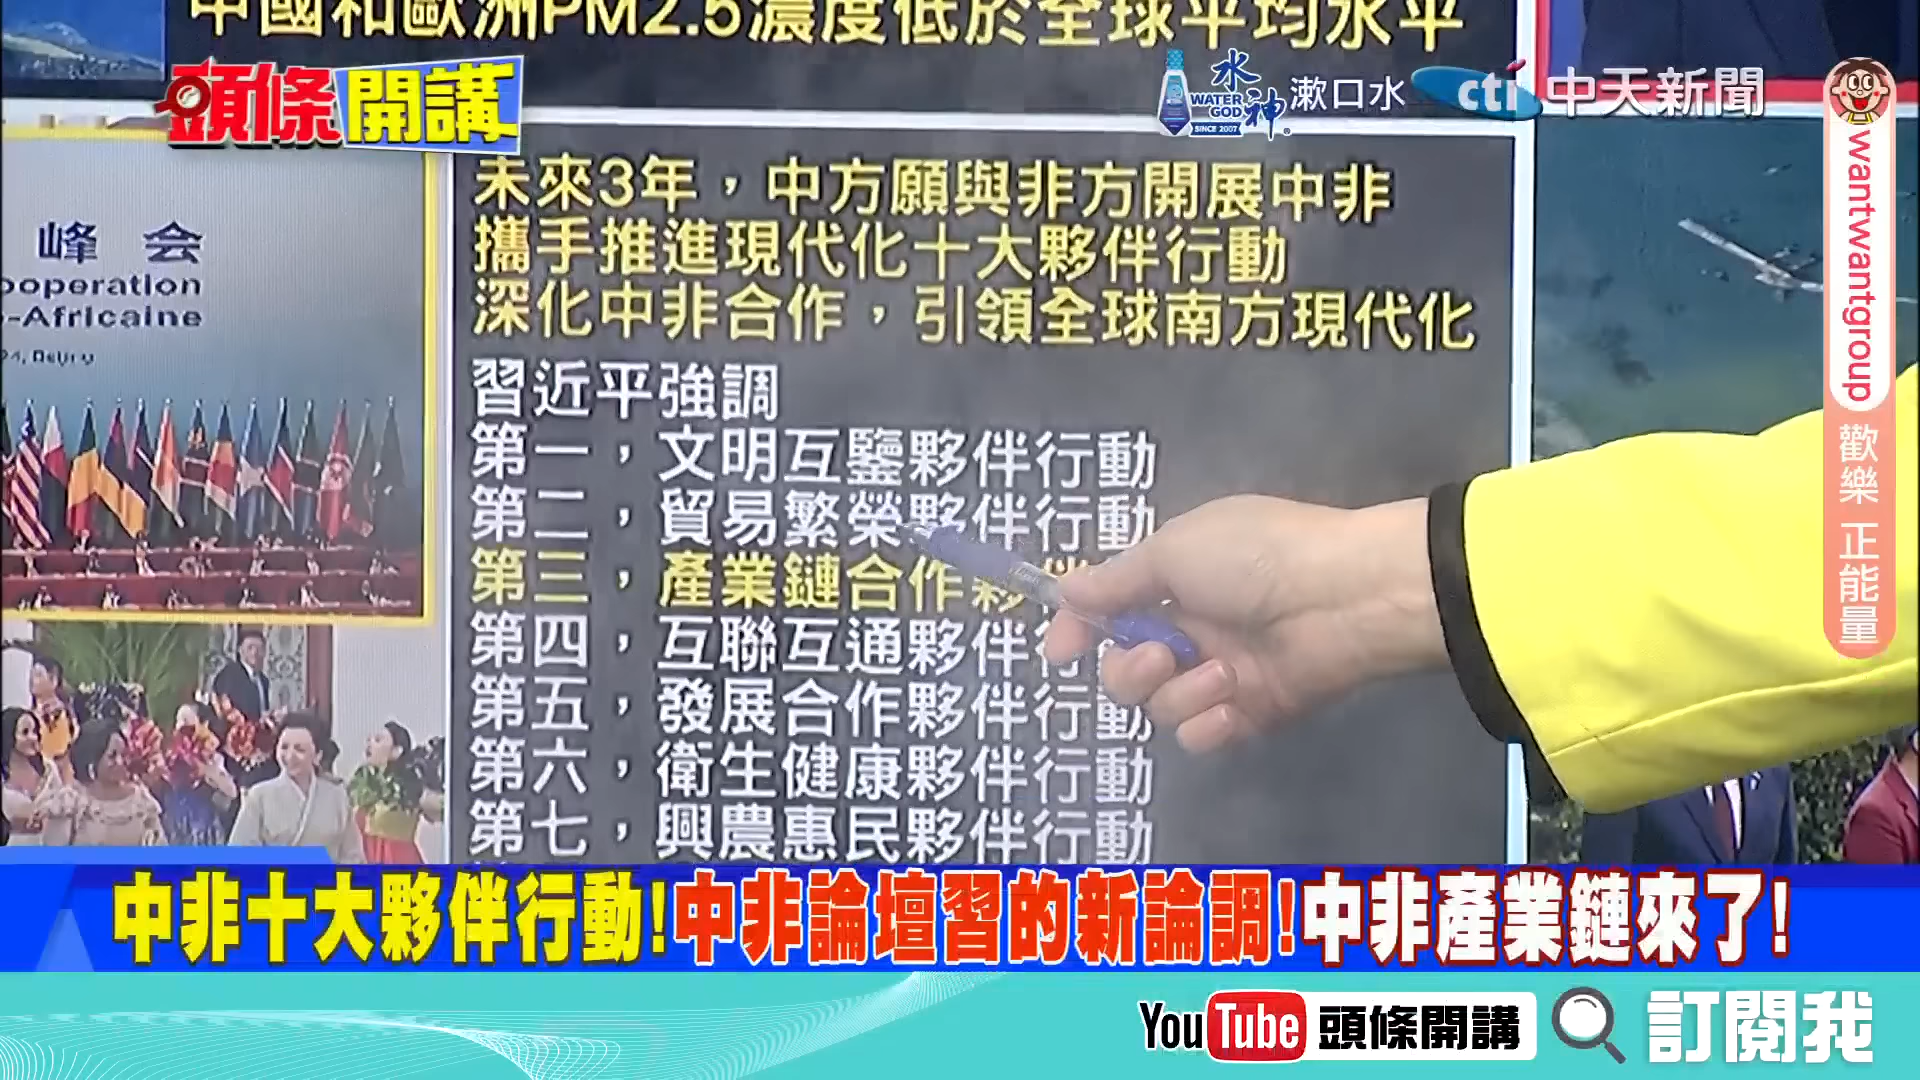 中國和歐洲PM2.5濃度低於全球平均水平
頭條開講
水神
WATER GOD
SINCE 2007
漱口水
cti 中天新聞
wantwantgroup
歡樂 正能量
峰 会
ooperation
-Africaine
未來3年，中方願與非方開展中非
攜手推進現代化十大夥伴行動
深化中非合作，引領全球南方現代化
習近平強調
第一，文明互鑒夥伴行動
第二，貿易繁榮夥伴行動
第三，產業鏈合作夥伴
第四，互聯互通夥伴行
第五，發展合作夥伴行動
第六，衛生健康夥伴行動
第七，興農惠民夥伴行動
中非十大夥伴行動!中非論壇習的新論調!中非產業鏈來了!
YouTube 頭條開講 訂閱我